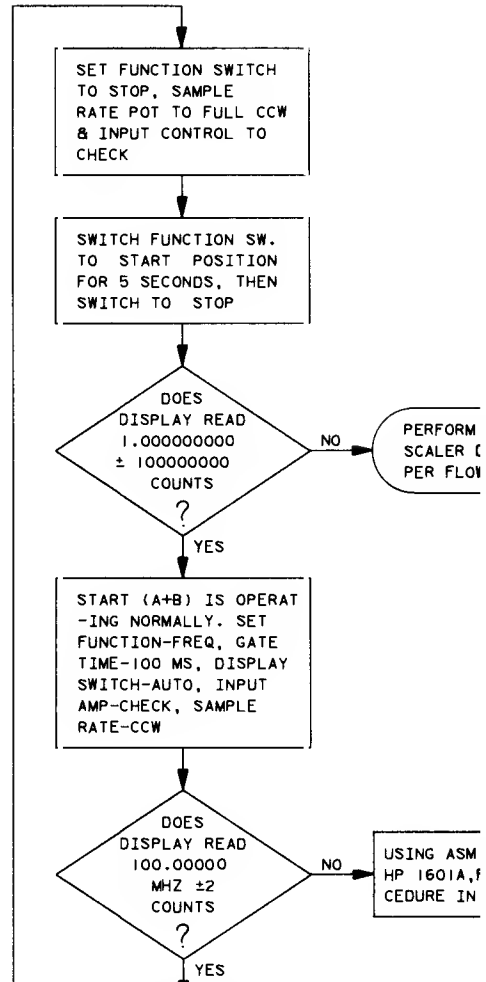 SET FUNCTION SWITCH
TO STOP, SAMPLE
RATE POT TO FULL CCW
& INPUT CONTROL TO
CHECK
SWITCH FUNCTION SW.
TO START POSITION
FOR 5 SECONDS, THEN
SWITCH TO STOP
DOES
DISPLAY READ
1.000000000
± 100000000
COUNTS
?
NO
PERFORM
SCALER
PER
YES
START (A+B) IS OPERAT
-ING NORMALLY. SET
FUNCTION-FREQ, GATE
TIME-100 MS, DISPLAY
SWITCH-AUTO, INPUT
AMP-CHECK, SAMPLE
RATE-CCW
DOES
DISPLAY READ
100.00000
MHZ ±2
COUNTS
?
NO
USING ASM
HP 1601A,
CEDURE IN
YES